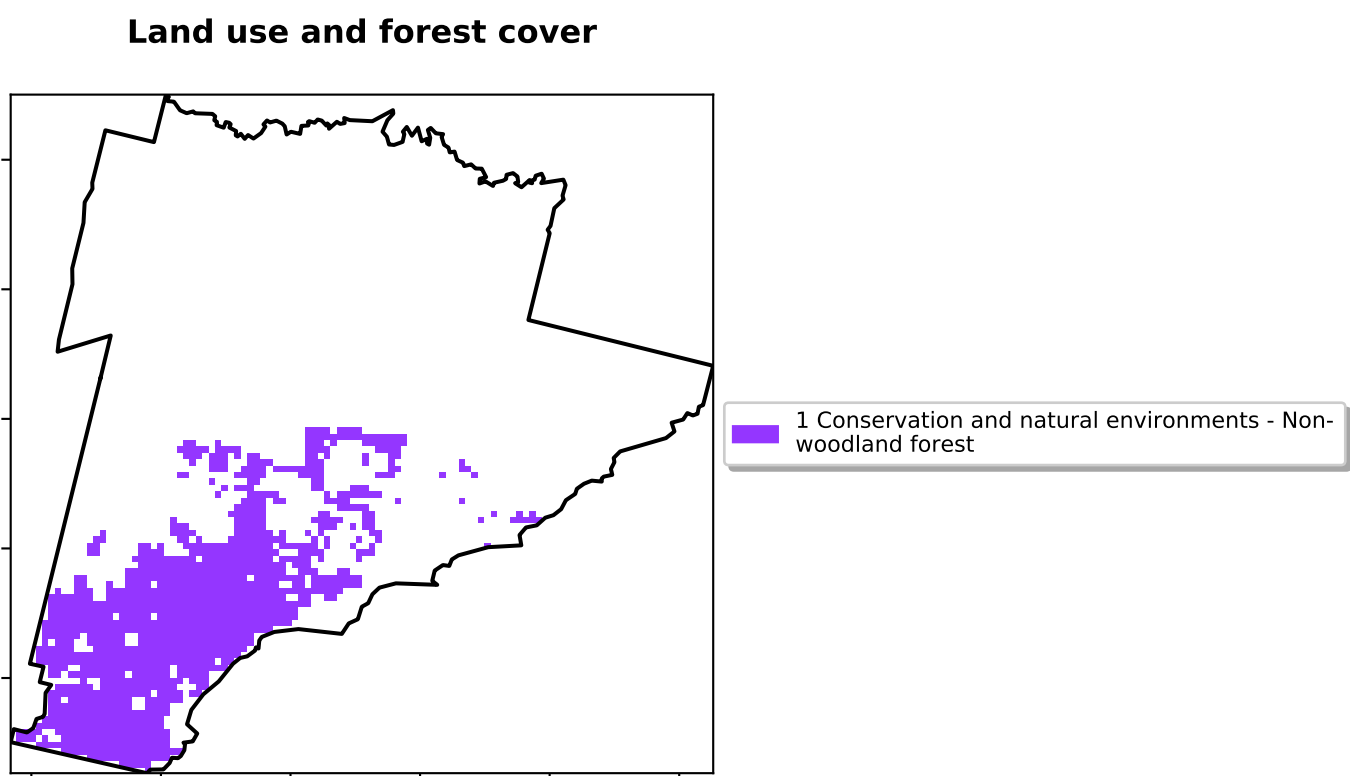 Land use and forest cover
1 Conservation and natural environments - Non-
woodland forest